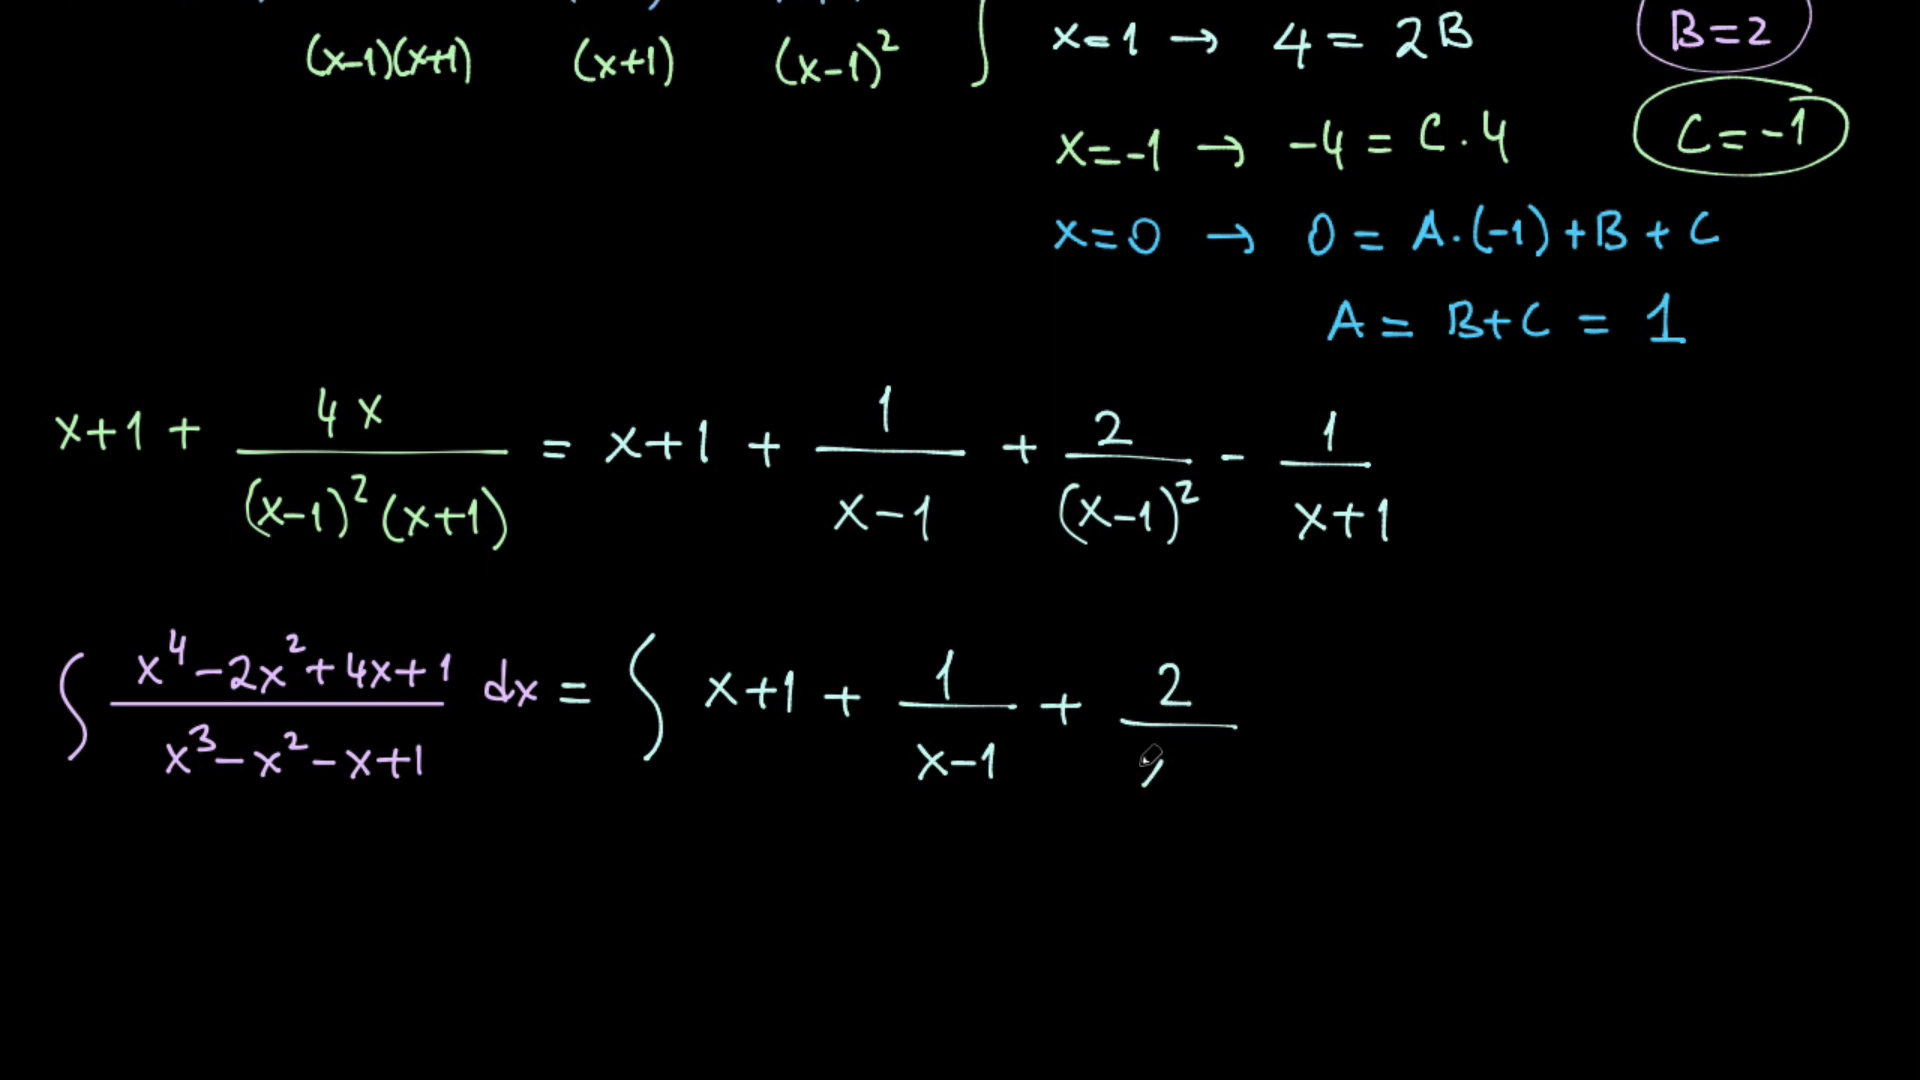 (x-1)(x+1) (x+1) (x-1)² x=1 → 4 = 2B B=2
x=-1 → -4 = C.4 C=-1
x=0 → 0 = A.(-1)+B+C
A = B+C = 1
x+1 + 4x/((x-1)²(x+1)) = x+1 + 1/(x-1) + 2/(x-1)² - 1/(x+1)
∫ (x⁴-2x²+4x+1)/(x³-x²-x+1) dx = ∫ x+1 + 1/(x-1) + 2/